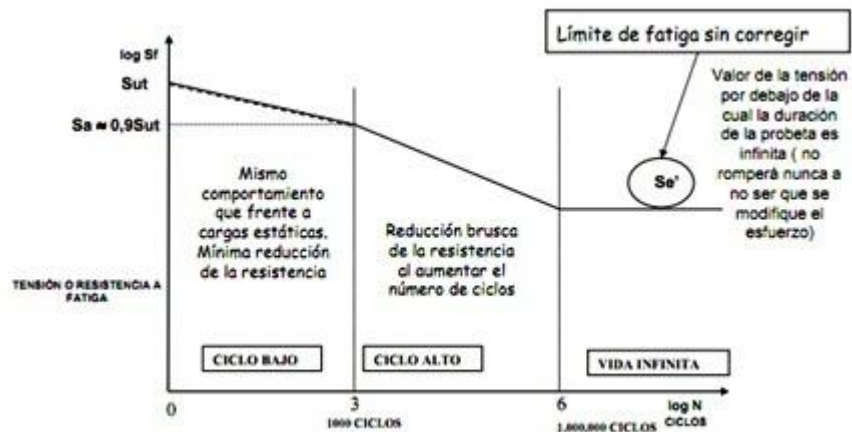 Límite de fatiga sin corregir
log Sf
Sut
Sa ≈ 0,9Sut
Valor de la tensión
por debajo de la
cual la duración
de la probeta es
infinita ( no
romperá nunca a
no ser que se
modifique el
esfuerzo)
Se'
Mismo
comportamiento
que frente a
cargas estáticas.
Mínima reducción
de la resistencia
Reducción brusca
de la resistencia
al aumentar el
número de ciclos
TENSIÓN O RESISTENCIA A
FATIGA
CICLO BAJO
CICLO ALTO
VIDA INFINITA
0
3
6
log N
CICLOS
1000 CICLOS
1.000.000 CICLOS